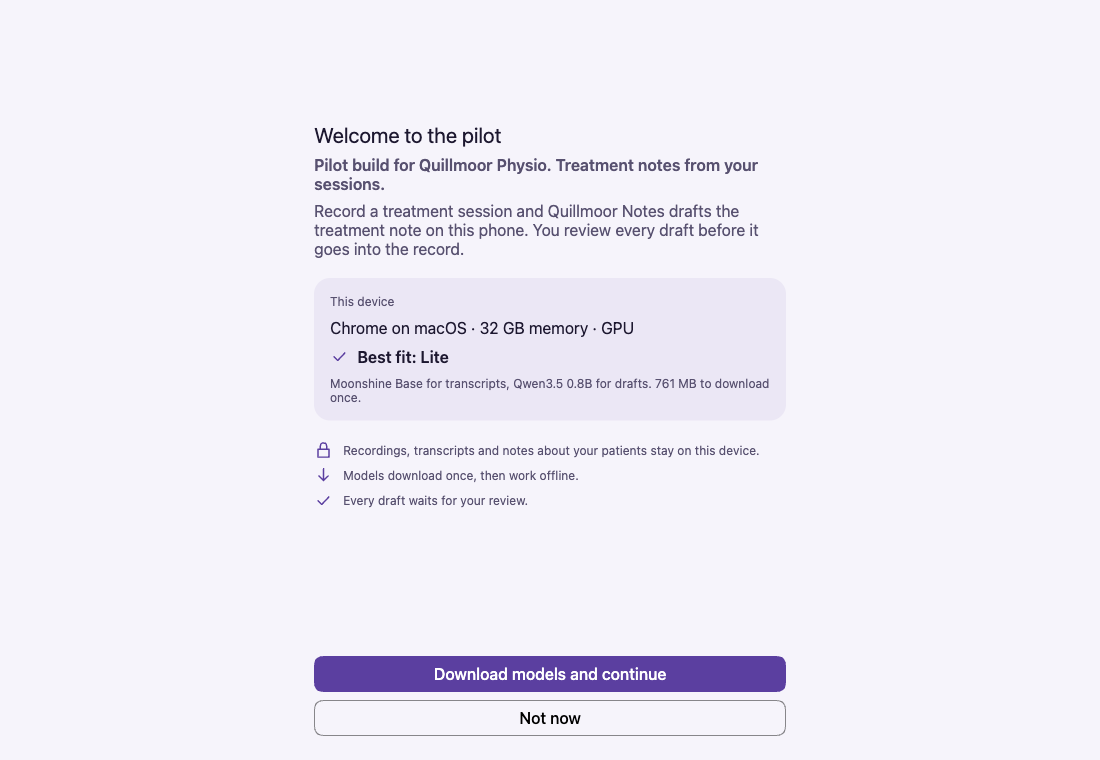 Welcome to the pilot
Pilot build for Quillmoor Physio. Treatment notes from your
sessions.
Record a treatment session and Quillmoor Notes drafts the
treatment note on this phone. You review every draft before it
goes into the record.
This device
Chrome on macOS · 32 GB memory · GPU
Best fit: Lite
Moonshine Base for transcripts, Qwen3.5 0.8B for drafts. 761 MB to download
once.
Recordings, transcripts and notes about your patients stay on this device.
Models download once, then work offline.
Every draft waits for your review.
Download models and continue
Not now